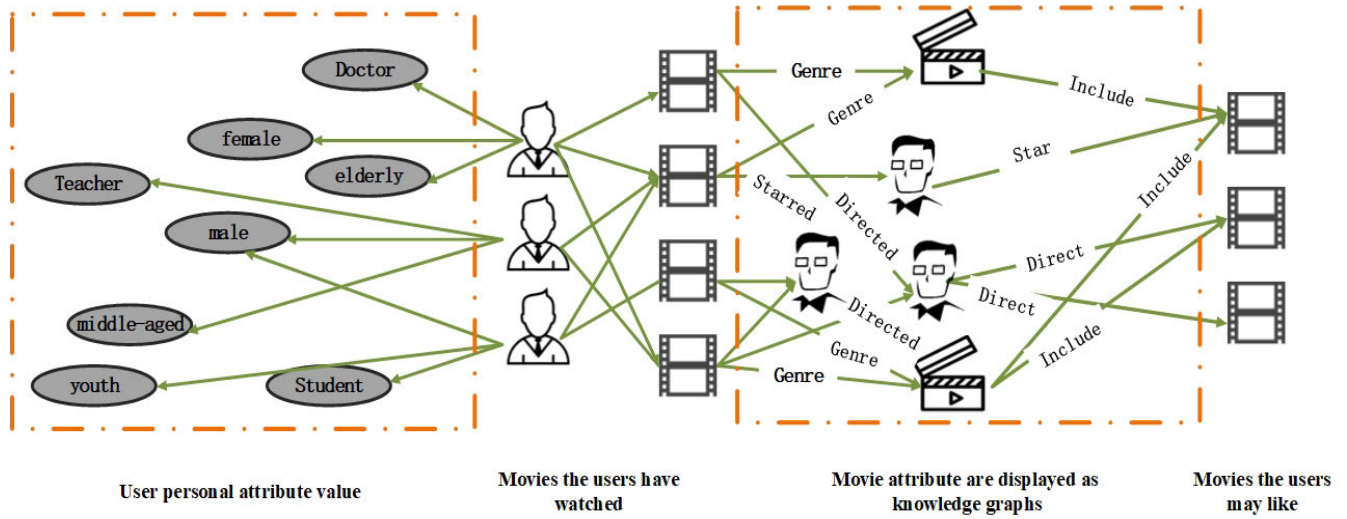 Doctor
female
elderly
Teacher
male
middle-aged
youth
Student
Genre
Genre
Include
Star
Starred
Directed
Include
Direct
Direct
Directed
Genre
Include
Genre
User personal attribute value
Movies the users have
watched
Movie attribute are displayed as
knowledge graphs
Movies the users
may like